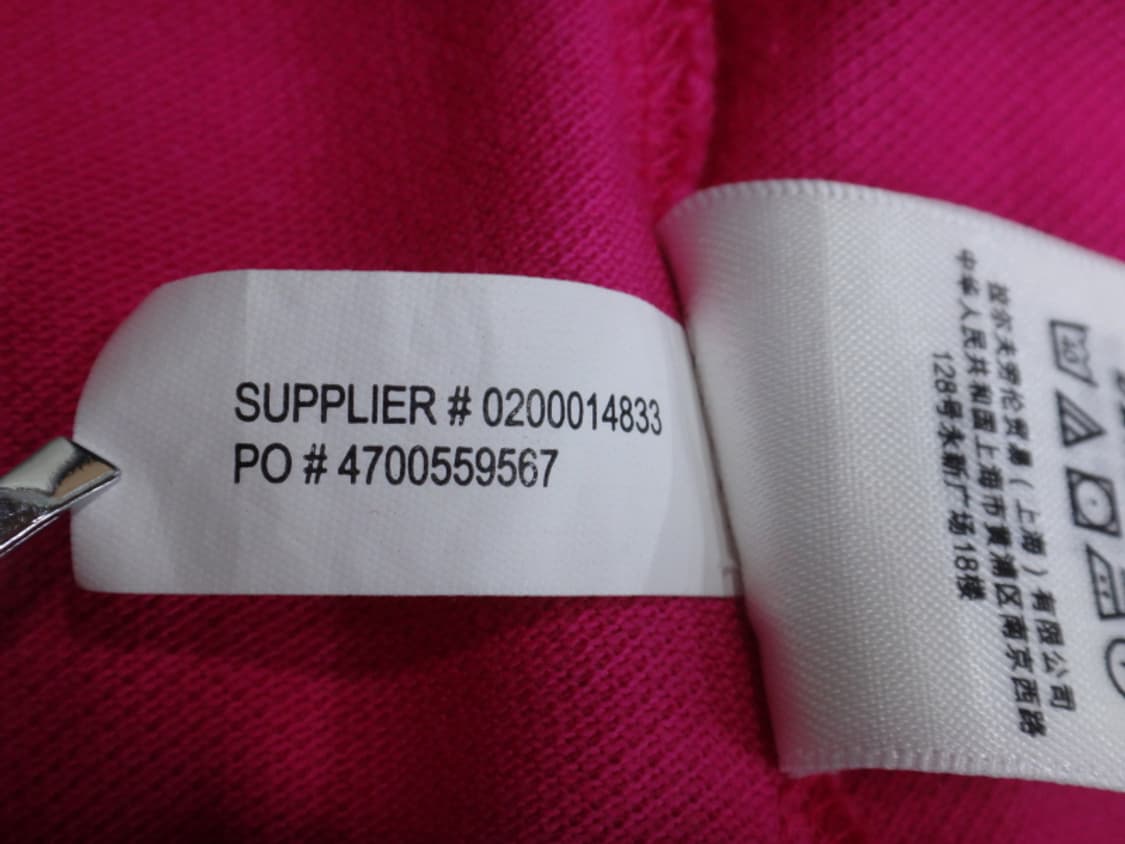 SUPPLIER # 0200014833
PO # 4700559567
拉尔夫劳伦贸易（上海）有限公司
中华人民共和国上海市黄浦区南京西路
128号永新广场18楼